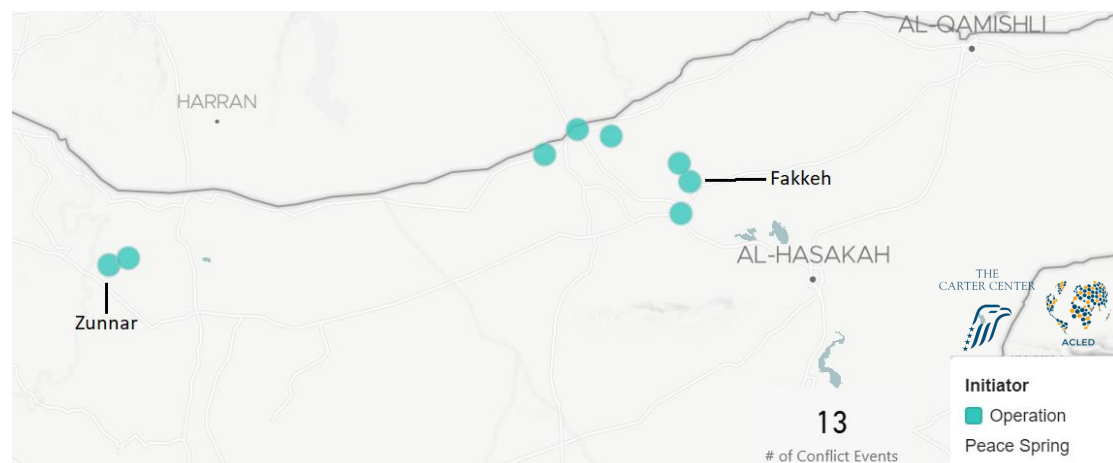 AL-QAMISHLI
HARRAN
Fakkeh
AL-HASAKAH
Zunnar
THE
CARTER CENTER
ACLED
Initiator
Operation
Peace Spring
13
# of Conflict Events